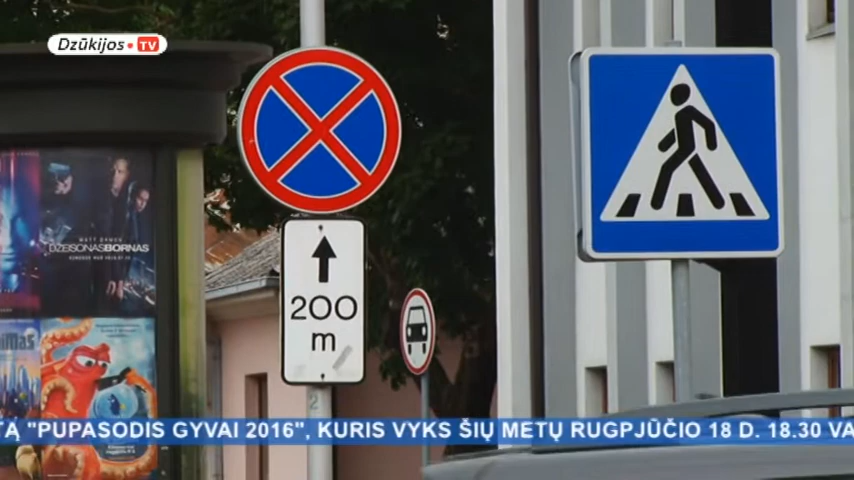 Dzūkijos TV
MATT DAMON
DŽEISONAS BORNAS
200
m
2
TĄ "PUPASODIS GYVAI 2016", KURIS VYKS ŠIŲ METŲ RUGPJŪČIO 18 D. 18.30 VA